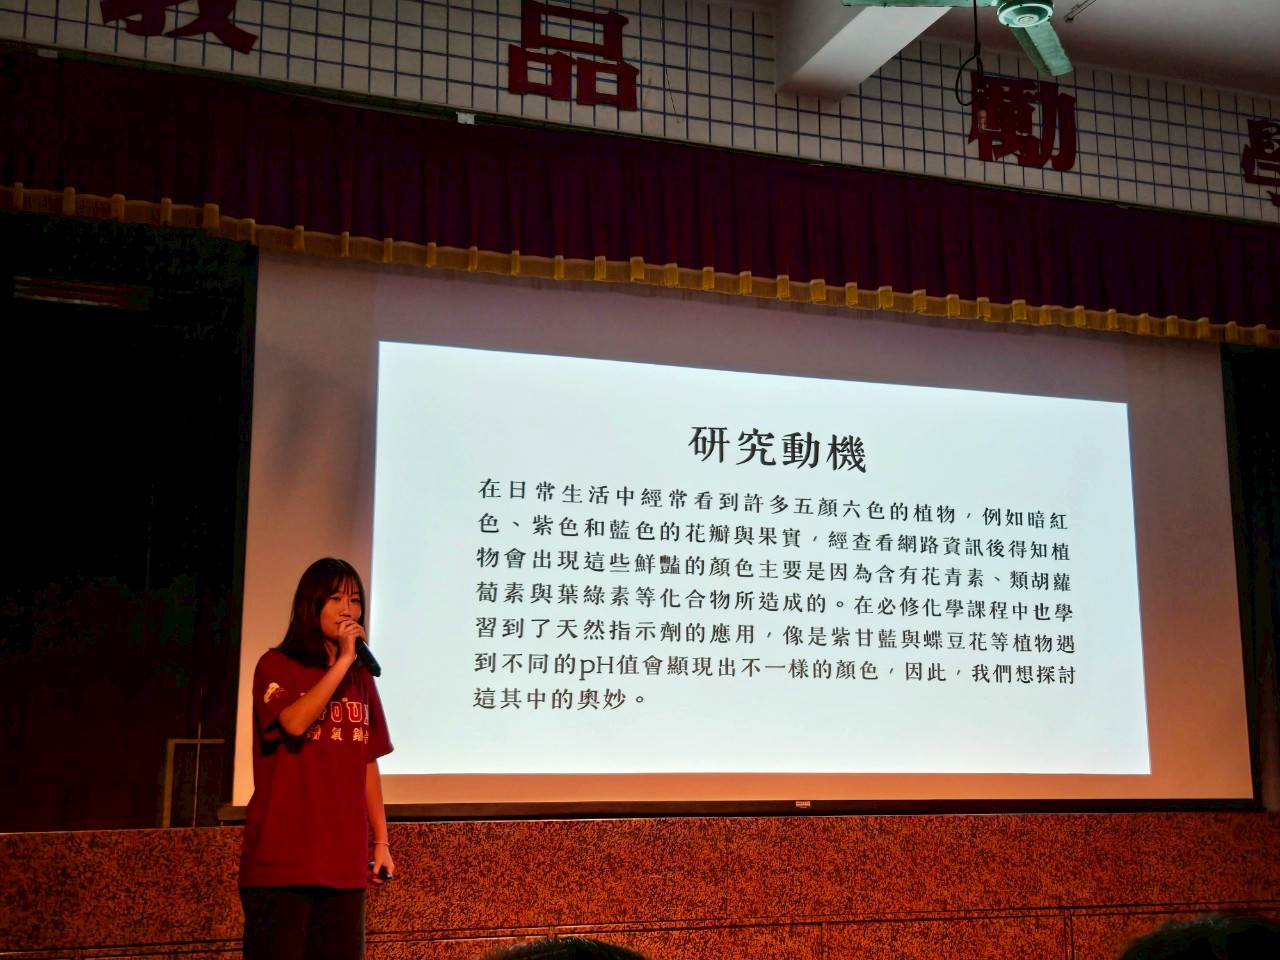 教 品 勵 學
研究動機
在日常生活中經常看到許多五顏六色的植物，例如暗紅
色、紫色和藍色的花瓣與果實，經查看網路資訊後得知植
物會出現這些鮮豔的顏色主要是因為含有花青素、類胡蘿
蔔素與葉綠素等化合物所造成的。在必修化學課程中也學
習到了天然指示劑的應用，像是紫甘藍與蝶豆花等植物遇
到不同的pH值會顯現出不一樣的顏色，因此，我們想探討
這其中的奧妙。